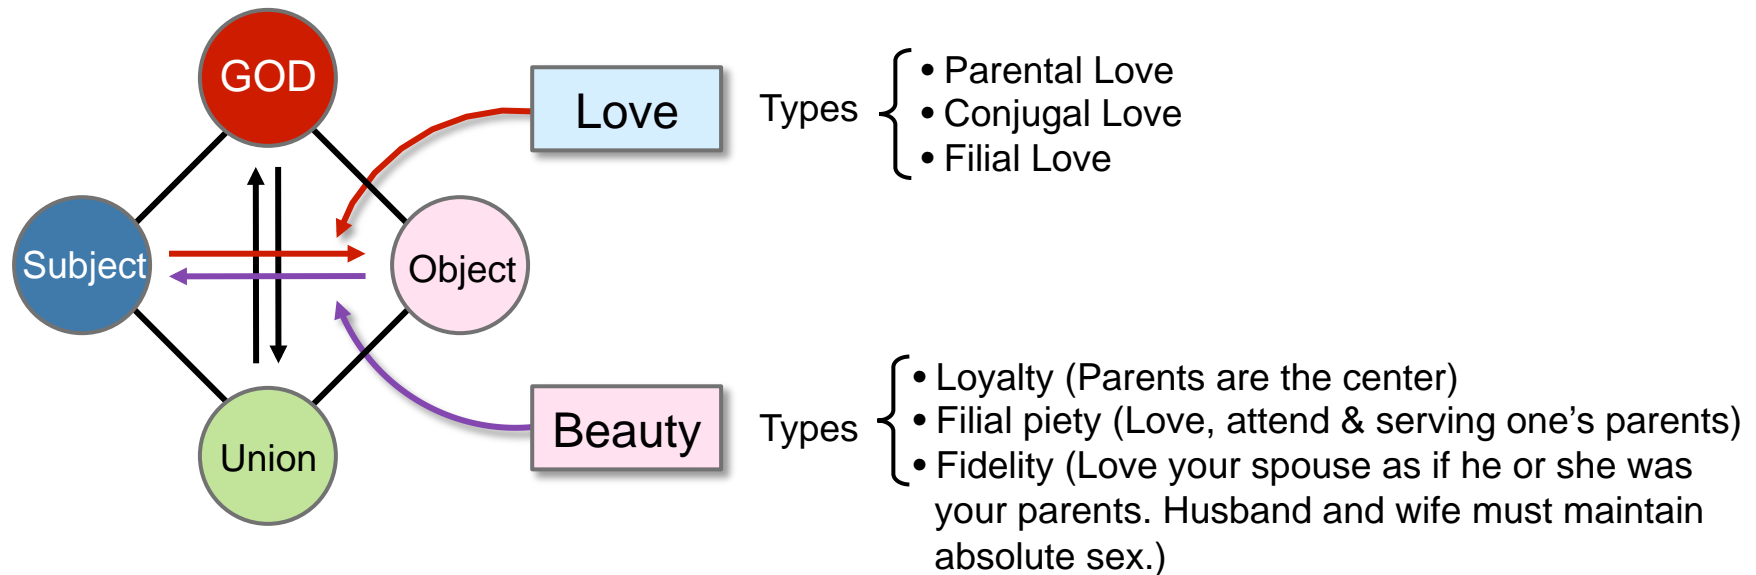 GOD
Subject
Object
Union
Love
Types
• Parental Love
• Conjugal Love
• Filial Love
Beauty
Types
• Loyalty (Parents are the center)
• Filial piety (Love, attend & serving one’s parents)
• Fidelity (Love your spouse as if he or she was
your parents. Husband and wife must maintain
absolute sex.)